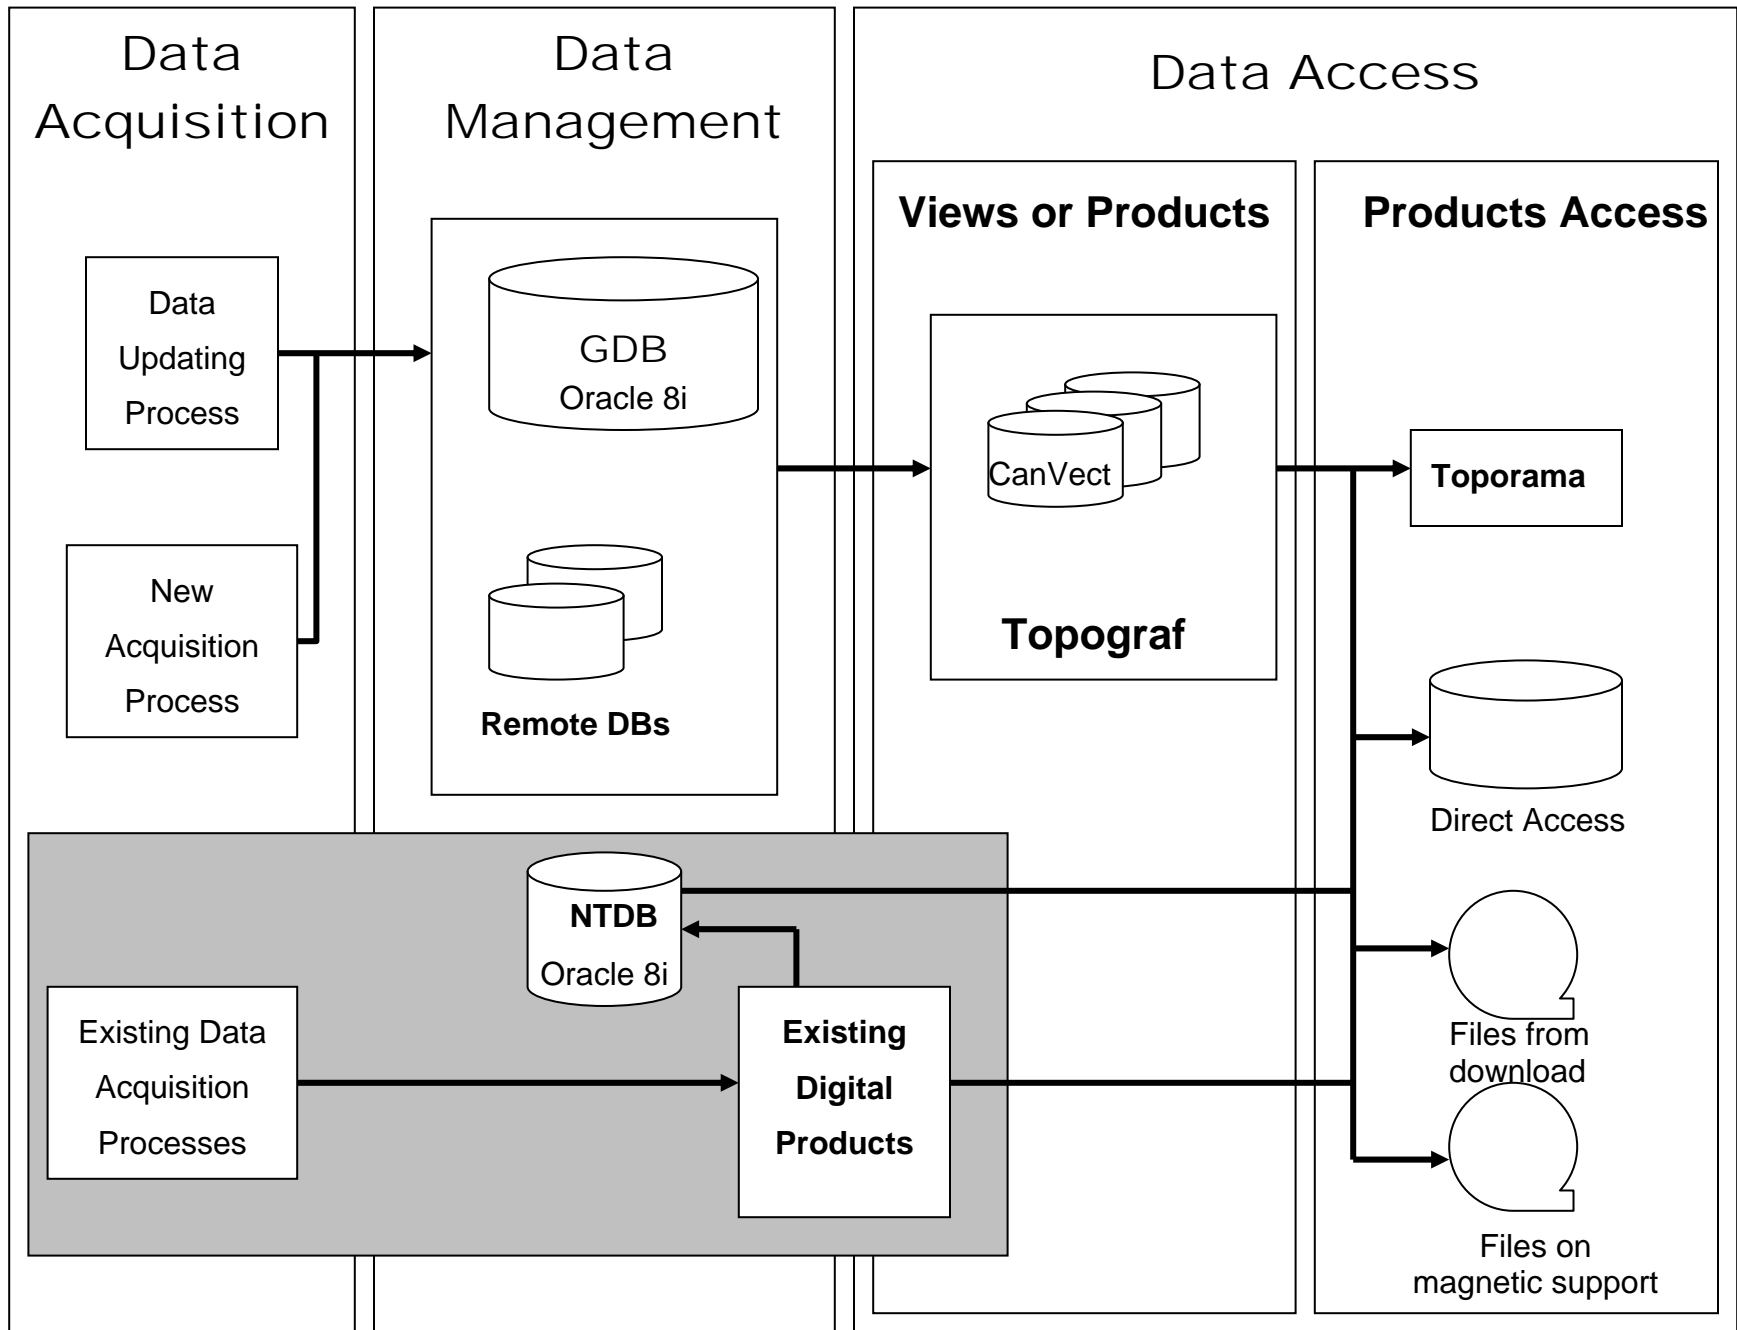 Data
Acquisition
Data
Management
Data Access
Views or Products
Products Access
Data
Updating
Process
GDB
Oracle 8i
CanVect
Toporama
New
Acquisition
Process
Topograf
Remote DBs
Direct Access
NTDB
Oracle 8i
Existing Data
Acquisition
Processes
Existing
Digital
Products
Files from
download
Files on
magnetic support